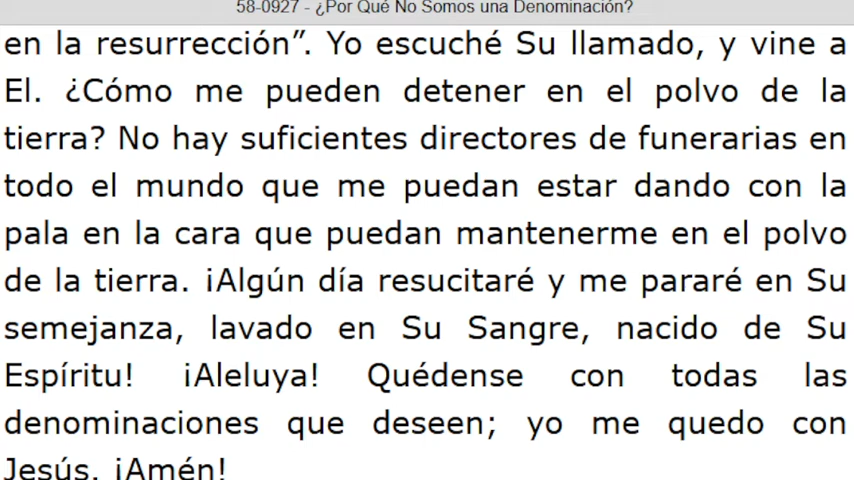 58-0927 - ¿Por Qué No Somos una Denominación?
en la resurrección”. Yo escuché Su llamado, y vine a
El. ¿Cómo me pueden detener en el polvo de la
tierra? No hay suficientes directores de funerarias en
todo el mundo que me puedan estar dando con la
pala en la cara que puedan mantenerme en el polvo
de la tierra. ¡Algún día resucitaré y me pararé en Su
semejanza, lavado en Su Sangre, nacido de Su
Espíritu! ¡Aleluya! Quédense con todas las
denominaciones que deseen; yo me quedo con
Jesús. ¡Amén!